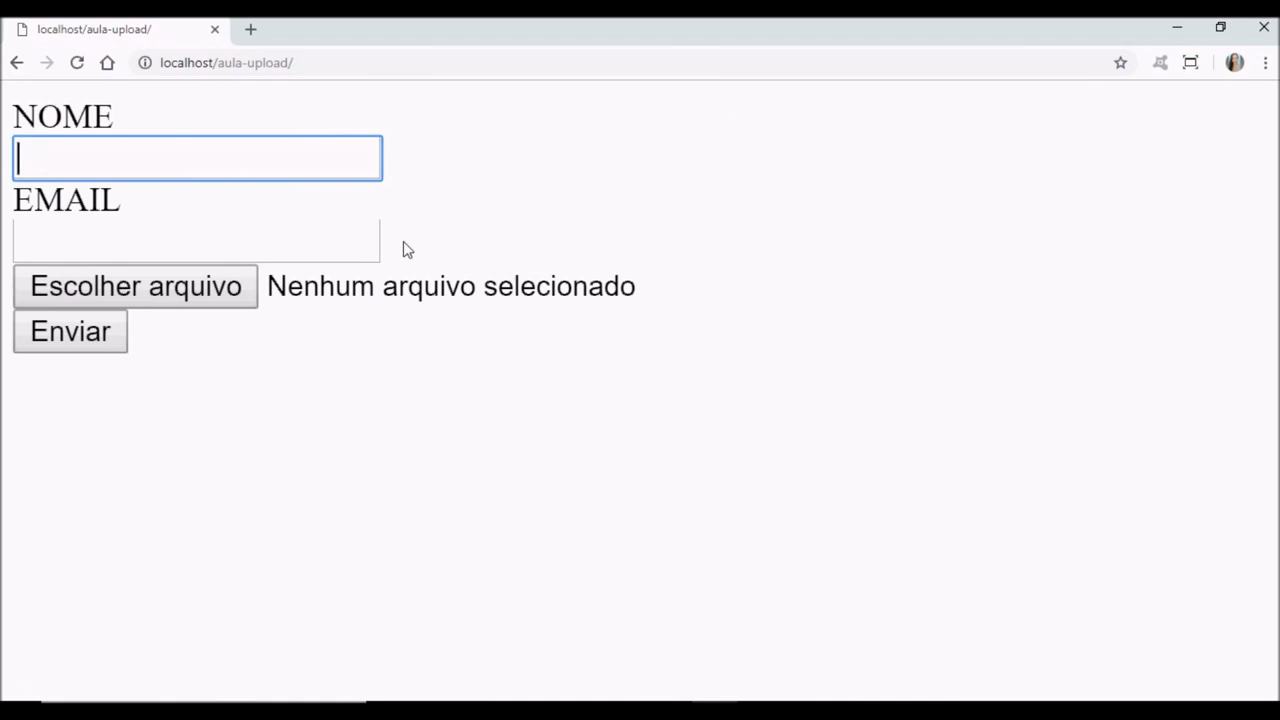 localhost/aula-upload/
localhost/aula-upload/
NOME
EMAIL
Escolher arquivo Nenhum arquivo selecionado
Enviar